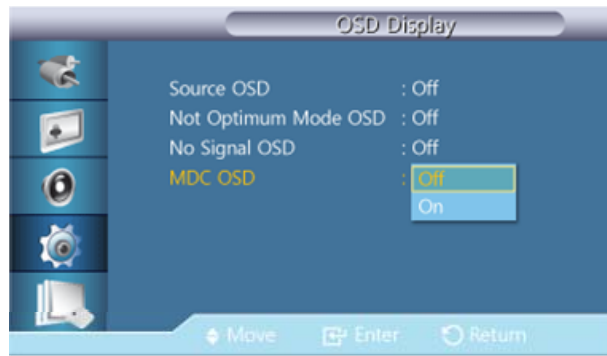 OSD Display
Source OSD : Off
Not Optimum Mode OSD : Off
No Signal OSD : Off
MDC OSD : Off
On
Move Enter Return